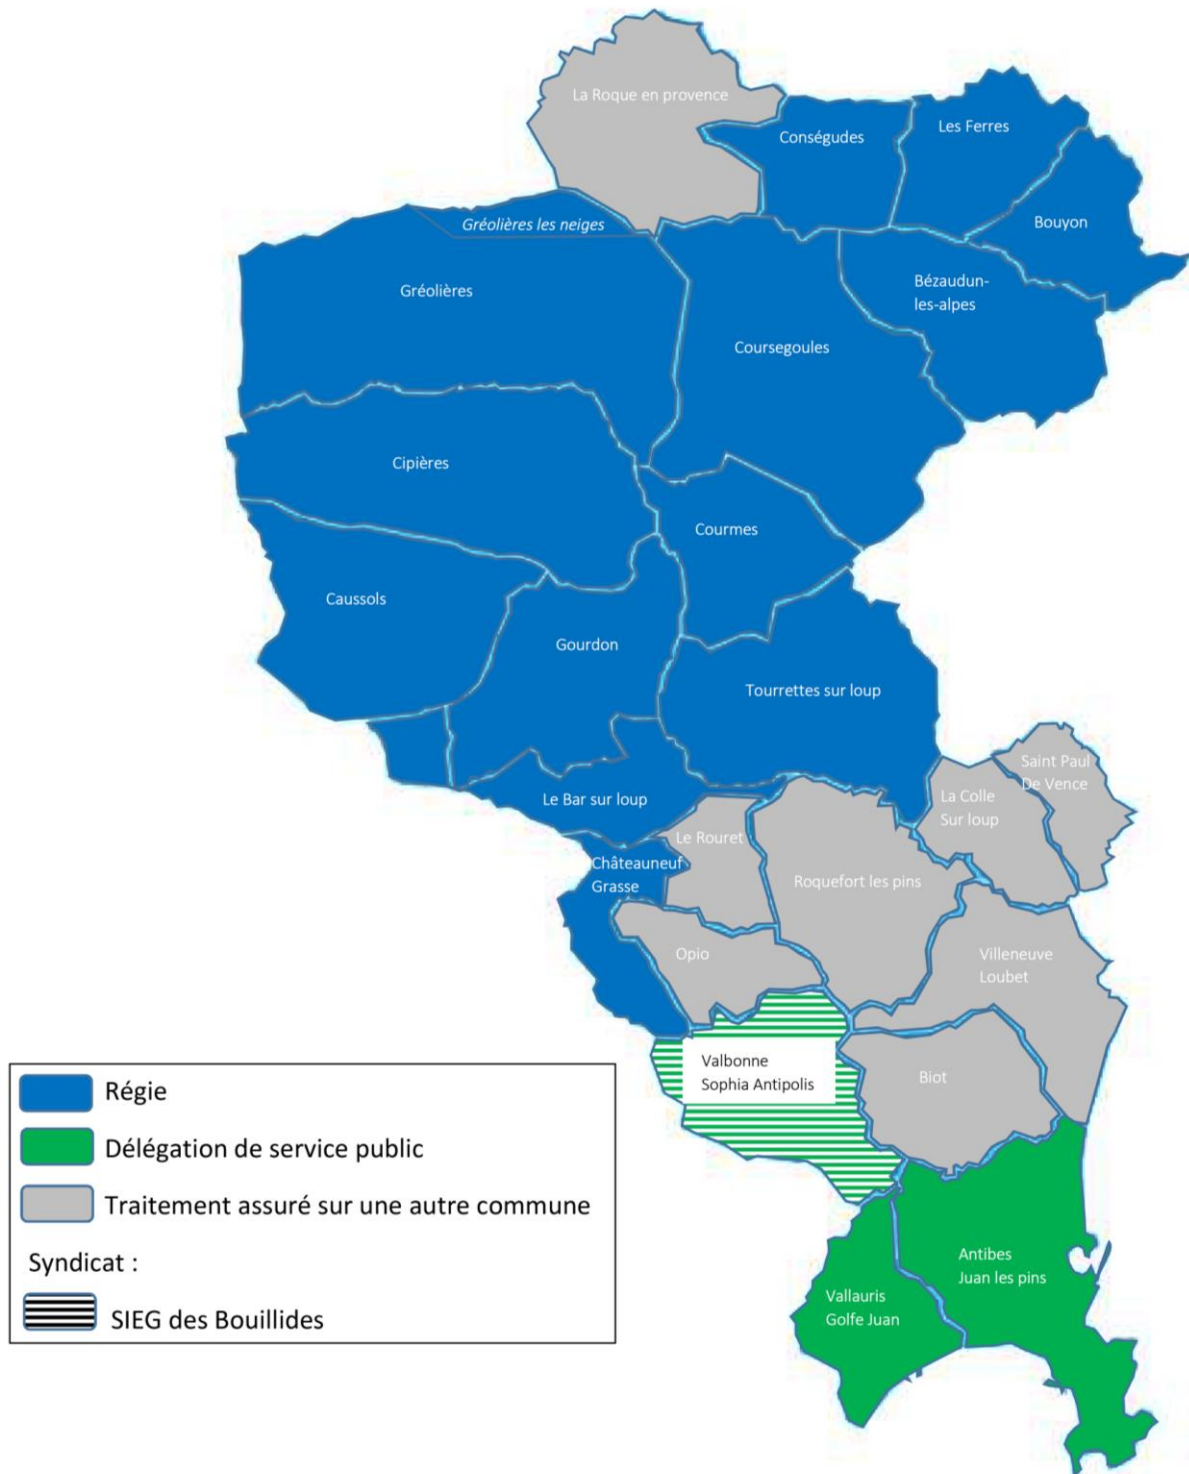 La Roque en provence
Conségudes
Les Ferres
Bouyon
Gréolières les neiges
Gréolières
Bézaudun-
les-alpes
Coursegoules
Cipières
Courmes
Caussols
Gourdon
Tourrettes sur loup
Saint Paul
De Vence
La Colle
Sur loup
Le Bar sur loup
Le Rouret
Châteauneuf
Grasse
Roquefort les pins
Opio
Villeneuve
Loubet
Valbonne
Sophia Antipolis
Biot
Antibes
Juan les pins
Vallauris
Golfe Juan
Régie
Délégation de service public
Traitement assuré sur une autre commune
Syndicat :
SIEG des Bouillides